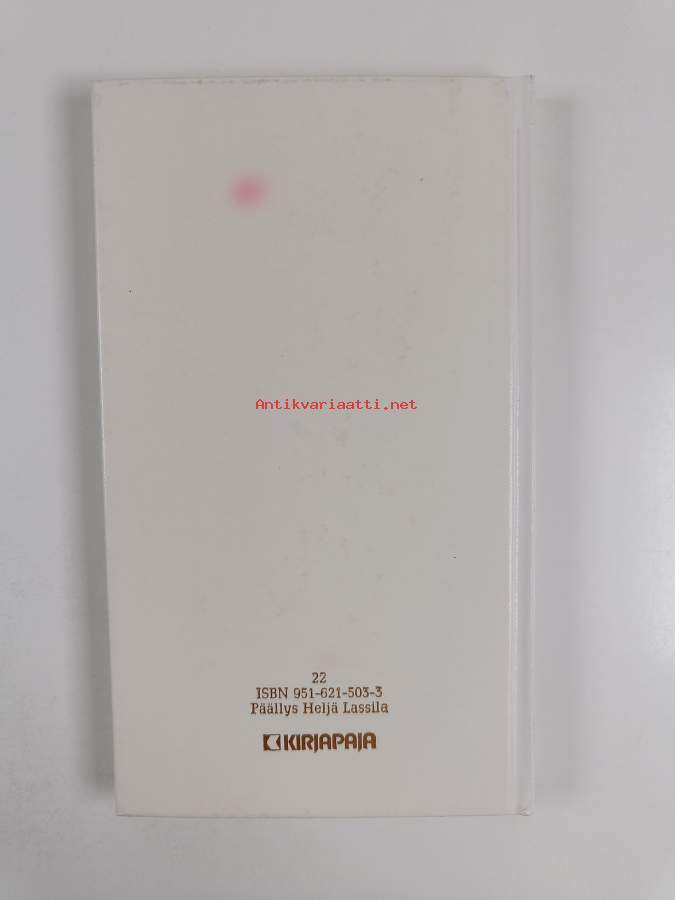 Antikvariaatti.net
22
ISBN 951-621-503-3
Päällys Heljä Lassila
KIRJAPAJA